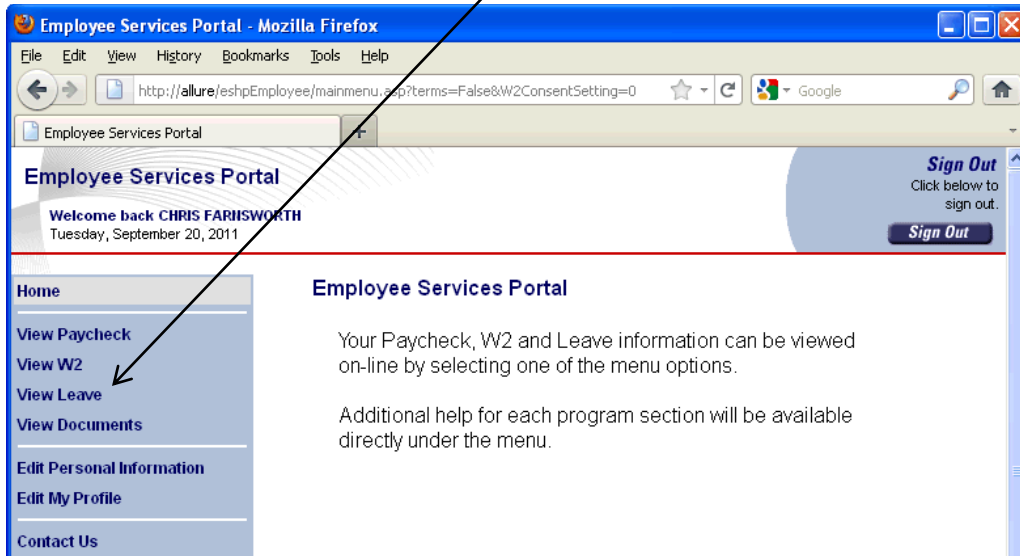 Employee Services Portal - Mozilla Firefox
File Edit View History Bookmarks Tools Help
http://allure/eshpEmployee/mainmenu.asp?terms=False&W2ConsentSetting=0 Google
Employee Services Portal +
Employee Services Portal
Welcome back CHRIS FARNSWORTH
Tuesday, September 20, 2011
Sign Out
Click below to
sign out.
Sign Out
Home
View Paycheck
View W2
View Leave
View Documents
Edit Personal Information
Edit My Profile
Contact Us
Employee Services Portal
Your Paycheck, W2 and Leave information can be viewed
on-line by selecting one of the menu options.
Additional help for each program section will be available
directly under the menu.